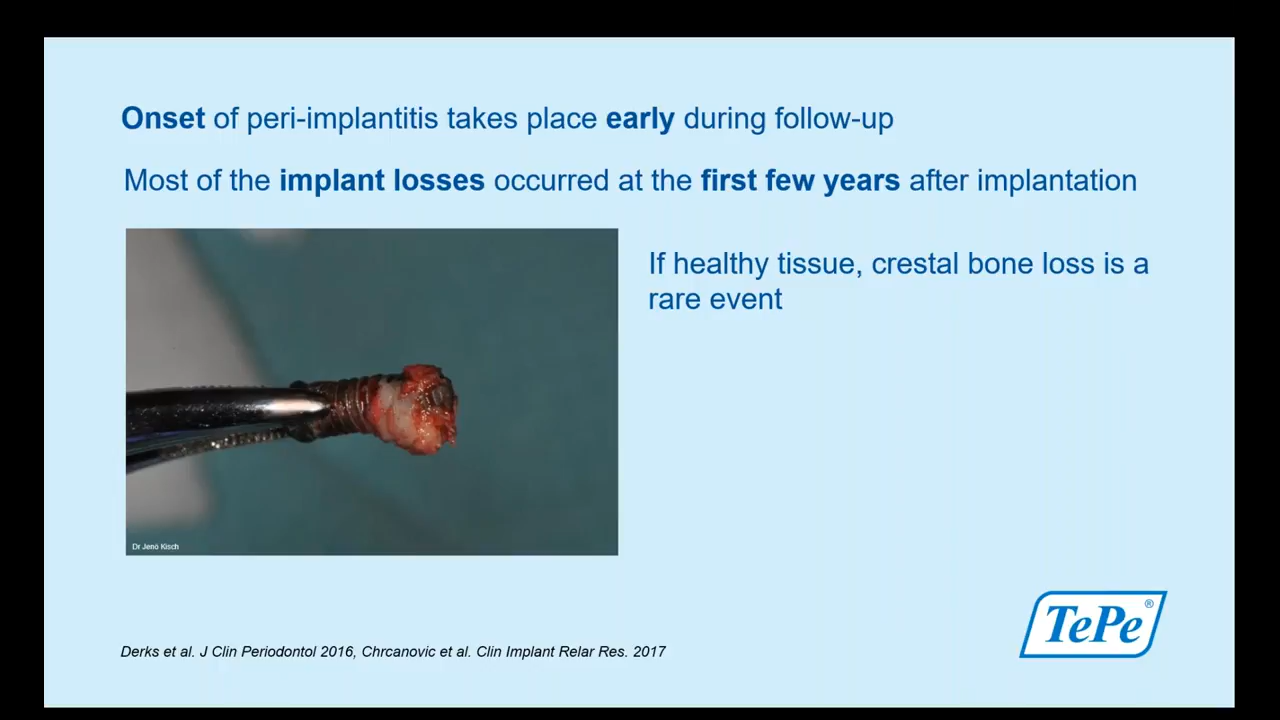 Onset of peri-implantitis takes place early during follow-up
Most of the implant losses occurred at the first few years after implantation
If healthy tissue, crestal bone loss is a
rare event
Dr Jenö Kisch
Derks et al. J Clin Periodontol 2016, Chrcanovic et al. Clin Implant Relar Res. 2017
TePe®